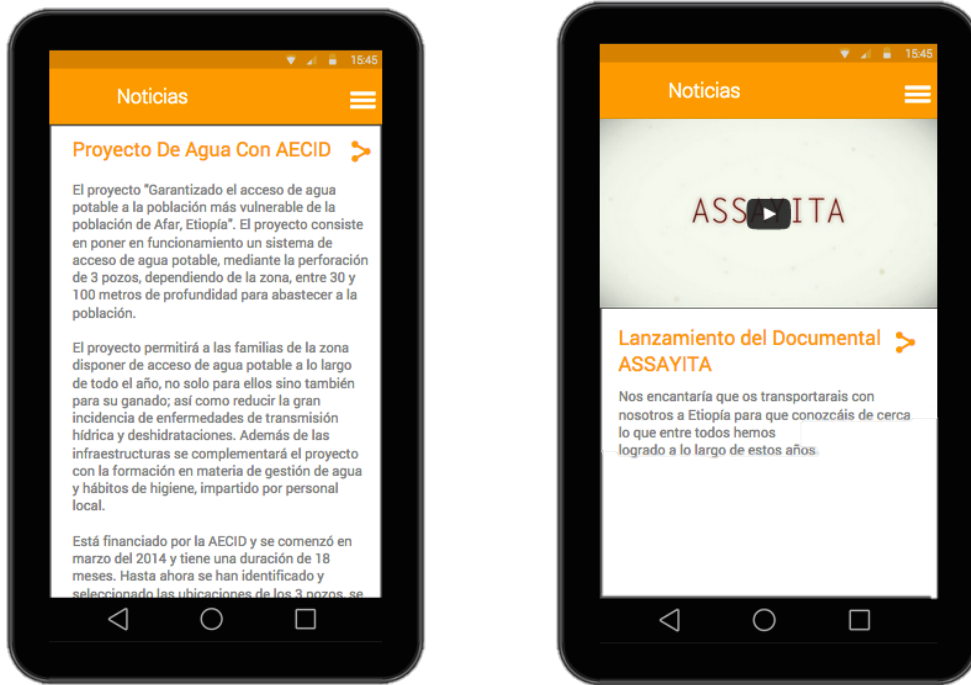 15:45
Noticias
Proyecto De Agua Con AECID
El proyecto "Garantizado el acceso de agua
potable a la población más vulnerable de la
población de Afar, Etiopía". El proyecto consiste
en poner en funcionamiento un sistema de
acceso de agua potable, mediante la perforación
de 3 pozos, dependiendo de la zona, entre 30 y
100 metros de profundidad para abastecer a la
población.
El proyecto permitirá a las familias de la zona
disponer de acceso de agua potable a lo largo
de todo el año, no solo para ellos sino también
para su ganado; así como reducir la gran
incidencia de enfermedades de transmisión
hídrica y deshidrataciones. Además de las
infraestructuras se complementará el proyecto
con la formación en materia de gestión de agua
y hábitos de higiene, impartido por personal
local.
Está financiado por la AECID y se comenzó en
marzo del 2014 y tiene una duración de 18
meses. Hasta ahora se han identificado y
seleccionado las ubicaciones de los 3 pozos, se
15:45
Noticias
ASSAYITA
Lanzamiento del Documental
ASSAYITA
Nos encantaría que os transportarais con
nosotros a Etiopía para que conozcáis de cerca
lo que entre todos hemos
logrado a lo largo de estos años